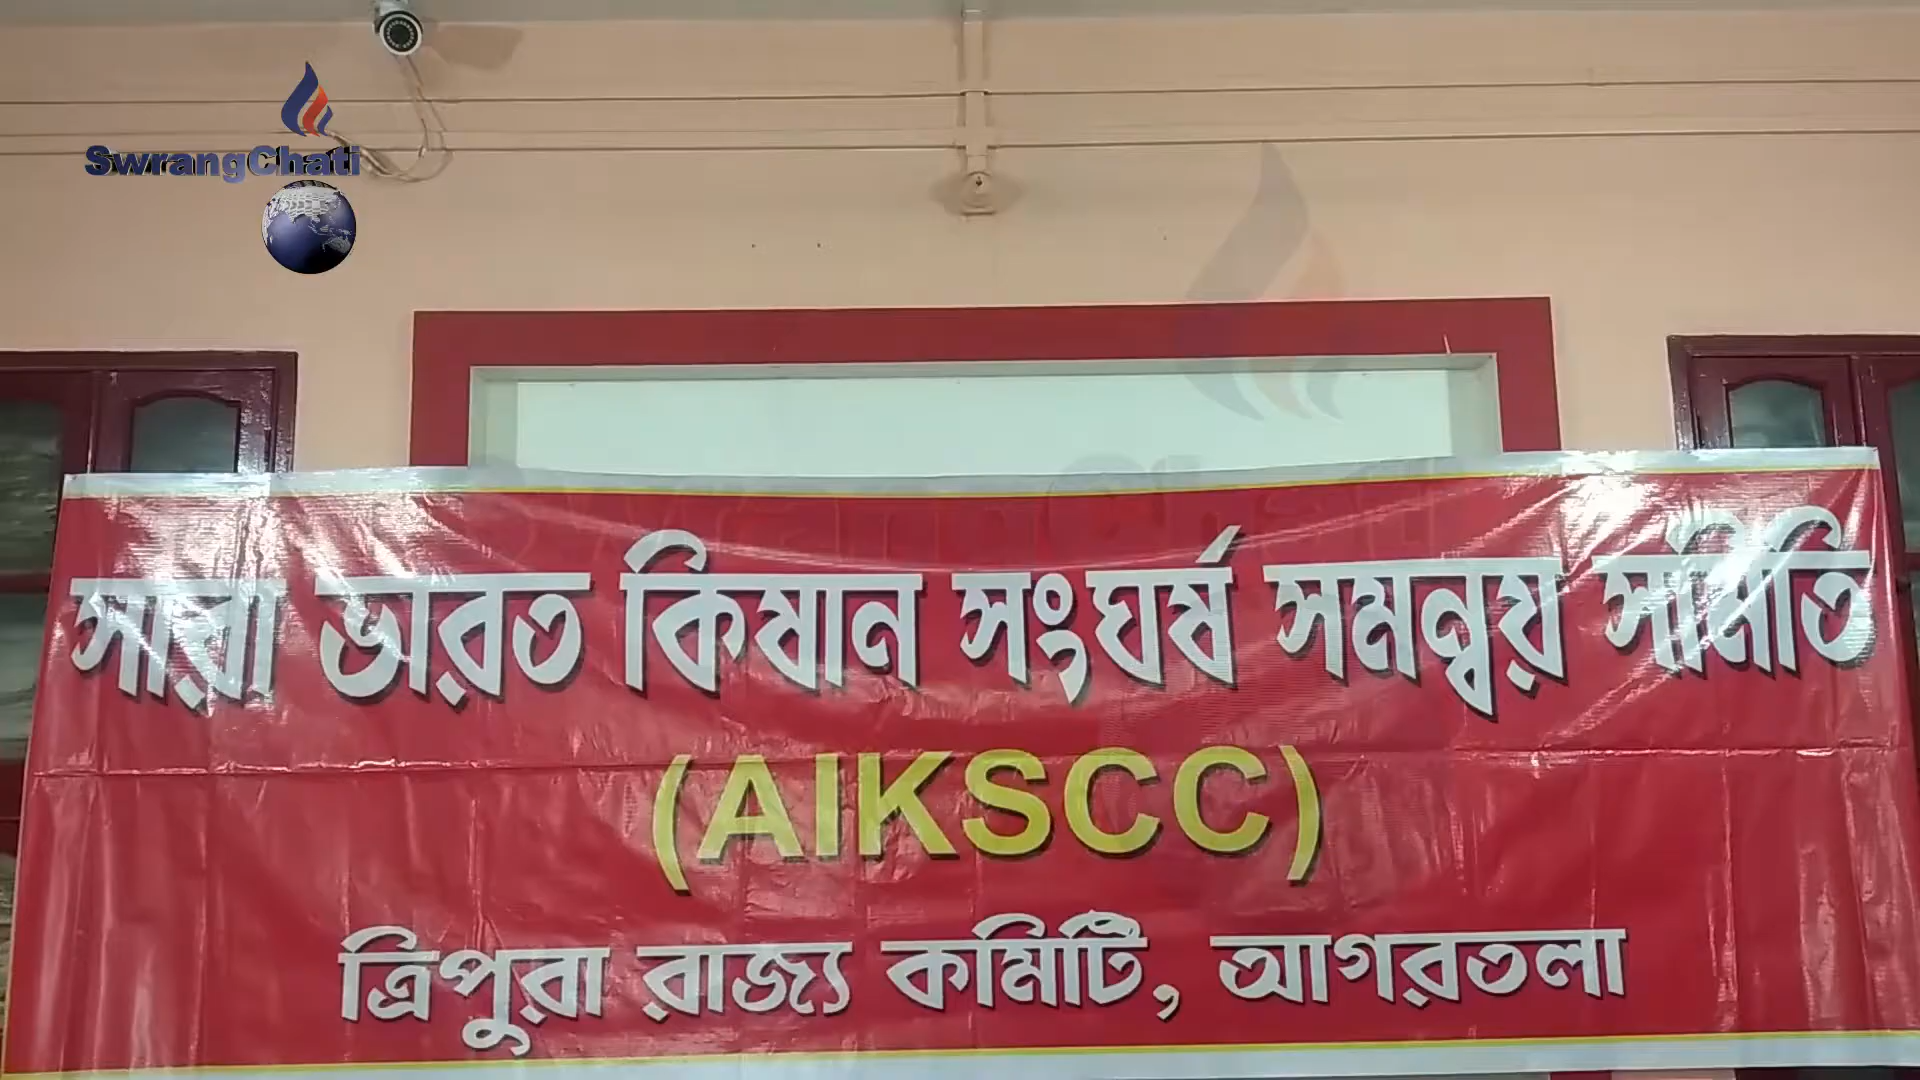 SwrangChati
সারা ভারত কিষান সংঘর্ষ সমন্বয় সমিতি
(AIKSCC)
ত্রিপুরা রাজ্য কমিটি, আগরতলা